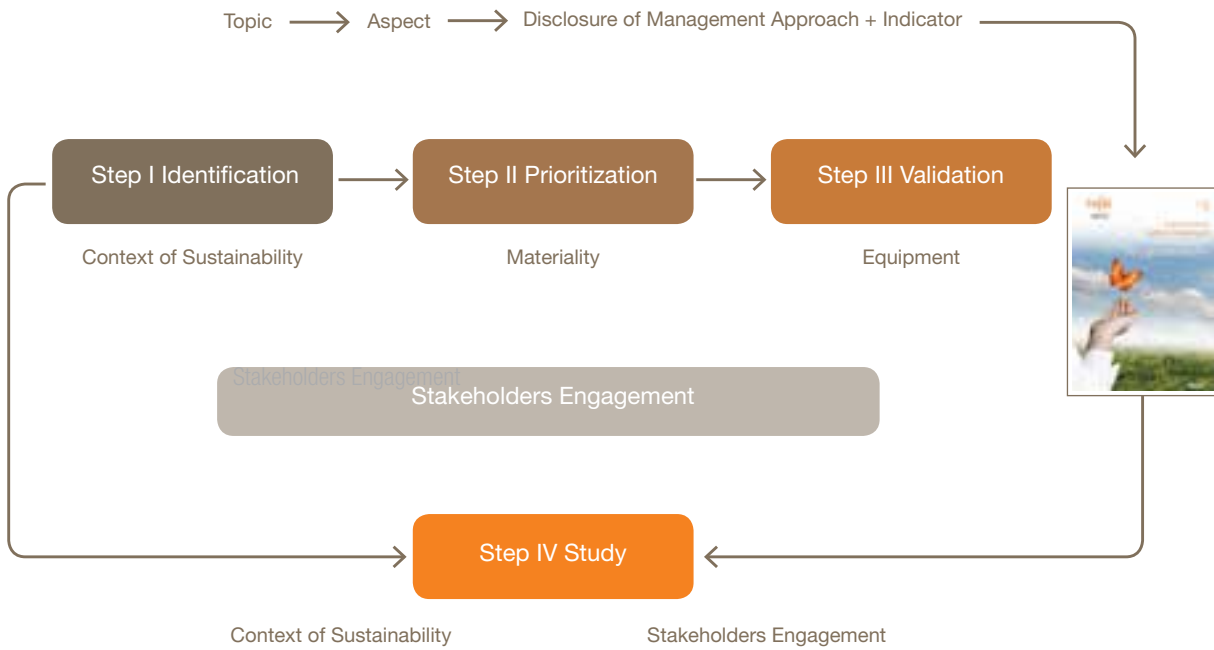 Topic Aspect Disclosure of Management Approach + Indicator
Step I Identification Step II Prioritization Step III Validation
Context of Sustainability Materiality Equipment
Stakeholders Engagement
Stakeholders Engagement
Step IV Study
Context of Sustainability Stakeholders Engagement